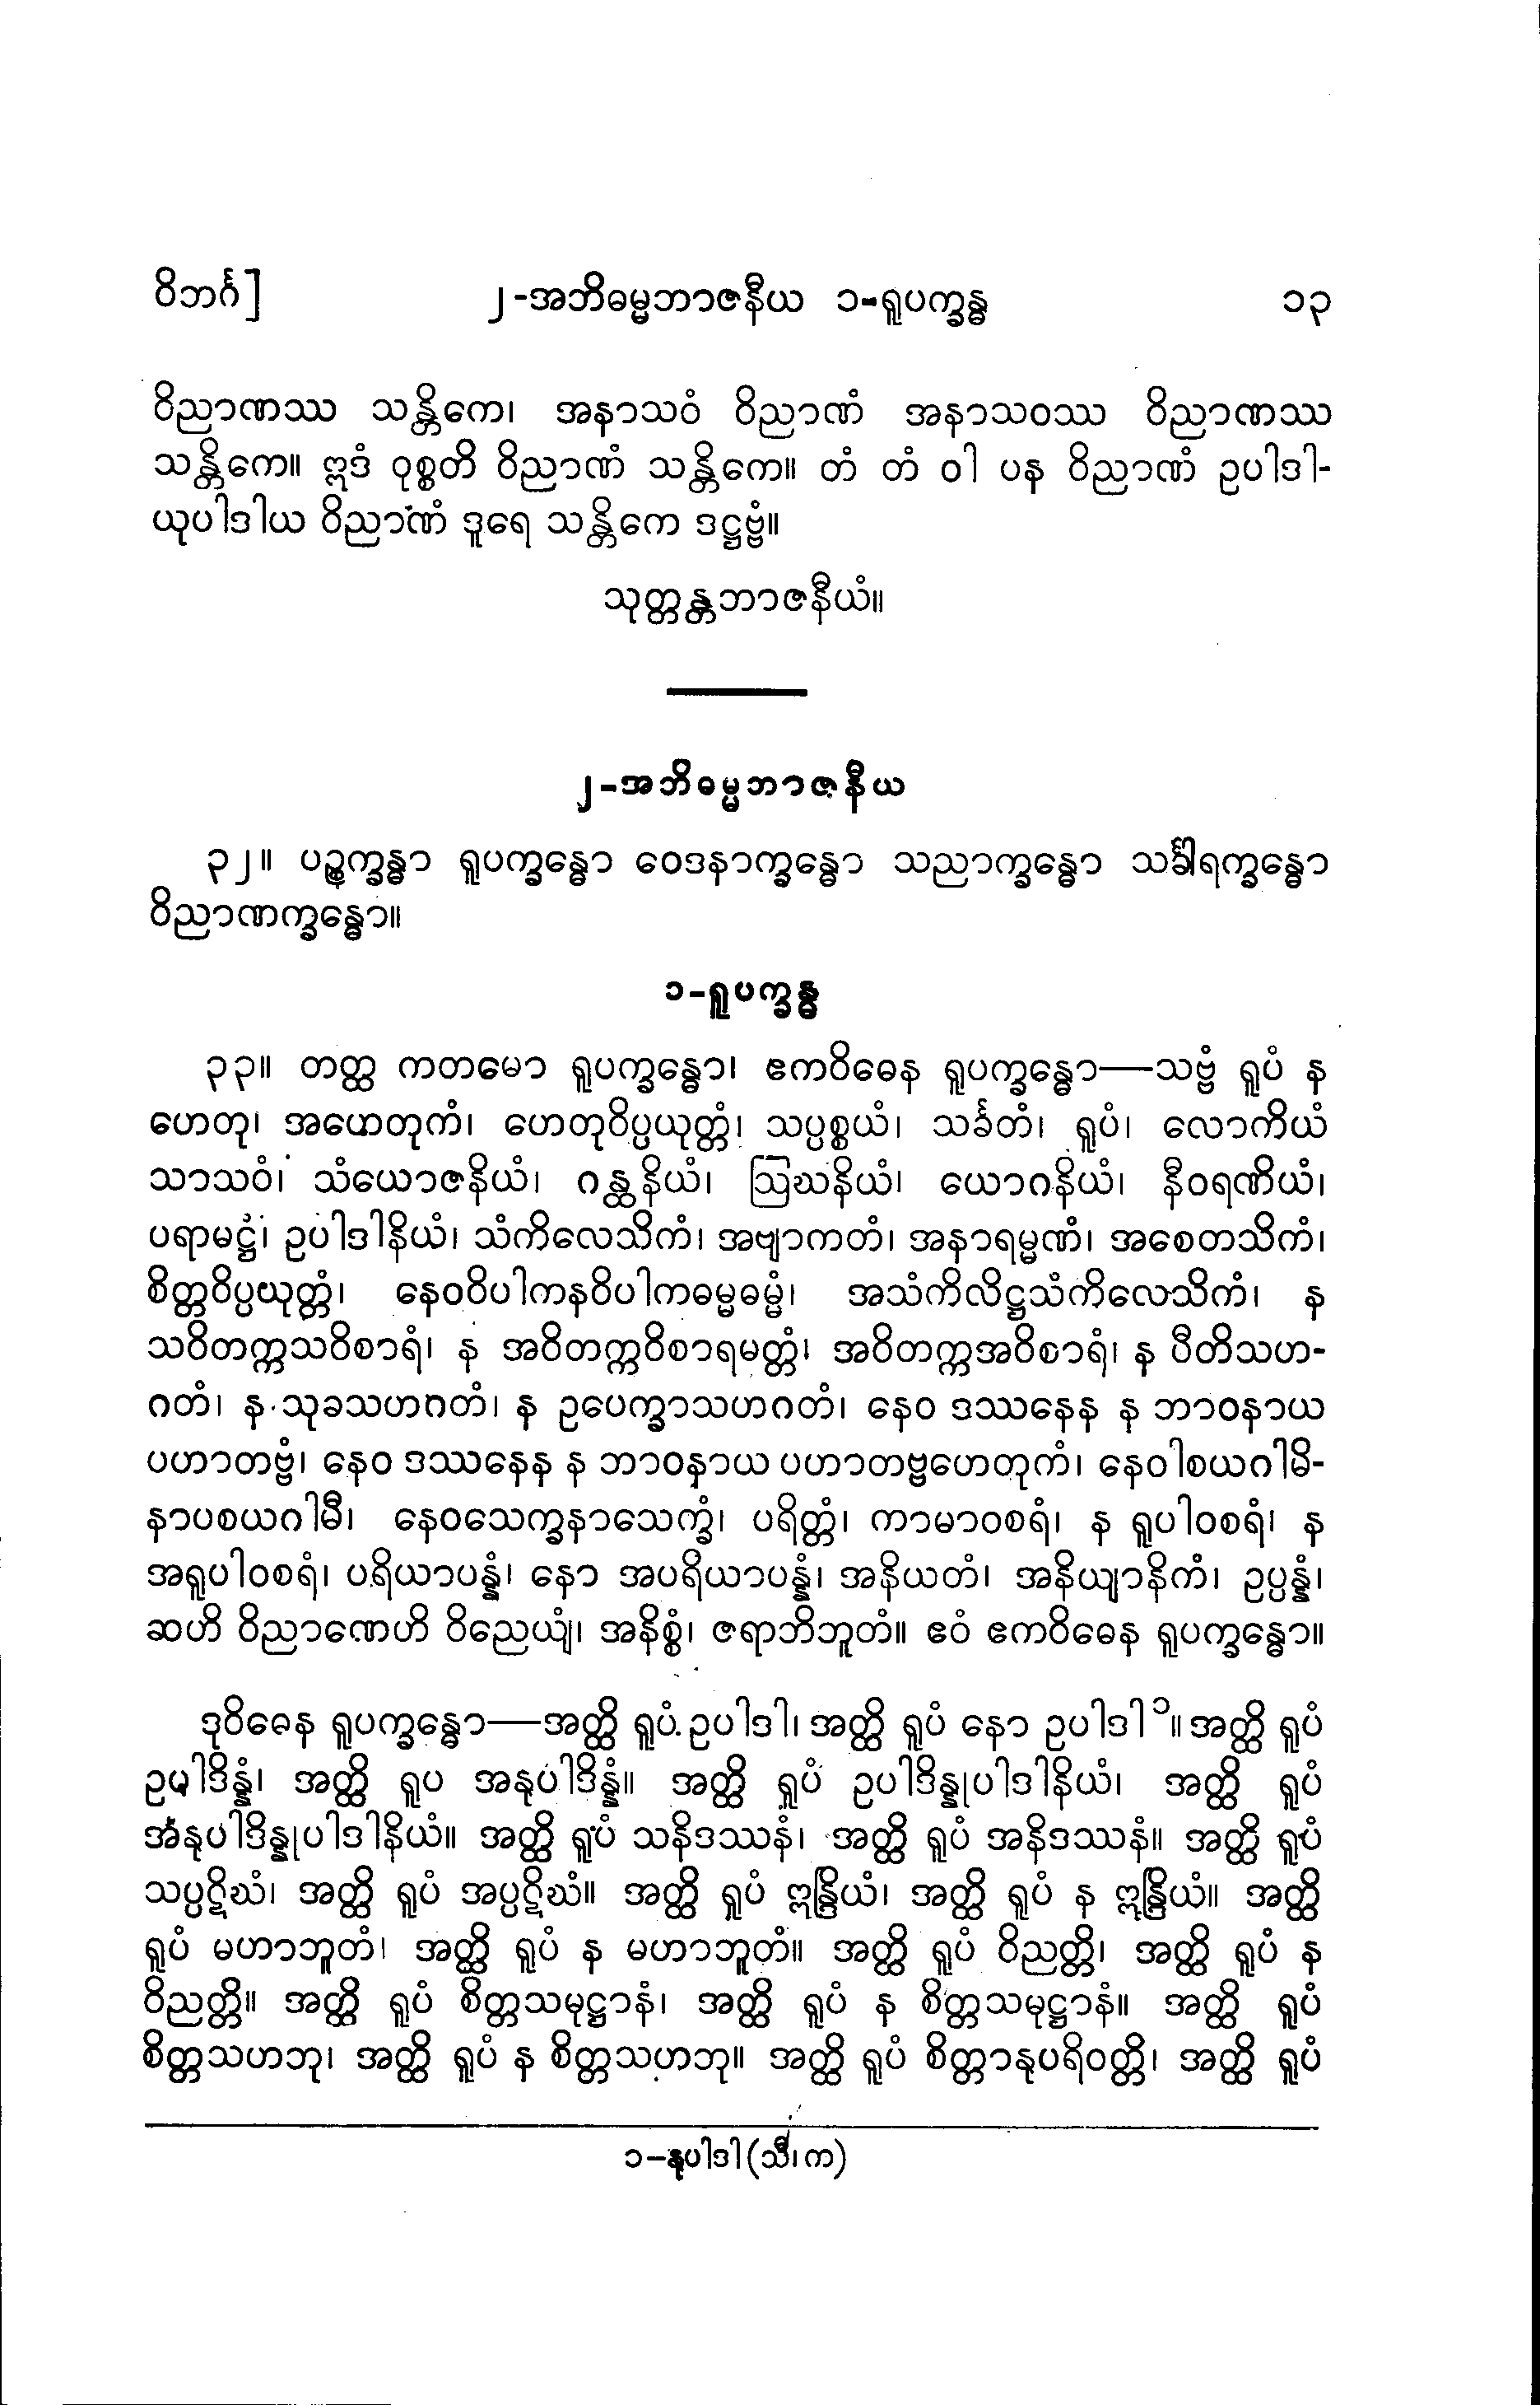 ဝိဘင်္ဂ] ၂-အဘိဓမ္မဘာဇနီယ ၁-ရူပက္ခန္ဓ ၁၃
ဝိညာဏဿ သန္တိကေ၊ အနာသဝံ ဝိညာဏံ အနာသဝဿ ဝိညာဏဿ
သန္တိကေ။ ဣဒံ ဝုစ္စတိ ဝိညာဏံ သန္တိကေ။ တံ တံ ဝါ ပန ဝိညာဏံ ဥပါဒါ-
ယုပါဒါယ ဝိညာဏံ ဒူရေ သန္တိကေ ဒဋ္ဌဗ္ဗံ။
သုတ္တန္တဘာဇနီယံ။
၂-အဘိဓမ္မဘာဇနီယ
၃၂။ ပဉ္စက္ခန္ဓာ ရူပက္ခန္ဓော ဝေဒနာက္ခန္ဓော သညာက္ခန္ဓော သင်္ခါရက္ခန္ဓော
ဝိညာဏက္ခန္ဓော။
၁-ရူပက္ခန္ဓ
၃၃။ တတ္ထ ကတမော ရူပက္ခန္ဓော၊ ဧကဝိဓေန ရူပက္ခန္ဓော—သဗ္ဗံ ရူပံ န
ဟေတု၊ အဟေတုကံ၊ ဟေတုဝိပ္ပယုတ္တံ၊ သပ္ပစ္စယံ၊ သင်္ခတံ၊ ရူပံ၊ လောကိယံ
သာသဝံ၊ သံယောဇနိယံ၊ ဂန္ထနိယံ၊ ဩဃနိယံ၊ ယောဂနိယံ၊ နီဝရဏိယံ၊
ပရာမဋ္ဌံ၊ ဥပါဒါနိယံ၊ သံကိလေသိကံ၊ အဗျာကတံ၊ အနာရမ္မဏံ၊ အစေတသိကံ၊
စိတ္တဝိပ္ပယုတ္တံ၊ နေဝဝိပါကနဝိပါကဓမ္မဓမ္မံ၊ အသံကိလိဋ္ဌသံကိလေသိကံ၊ န
သဝိတက္ကသဝိစာရံ၊ န အဝိတက္ကဝိစာရမတ္တံ၊ အဝိတက္ကအဝိစာရံ၊ န ပီတိသဟ-
ဂတံ၊ န သုခသဟဂတံ၊ န ဥပေက္ခာသဟဂတံ၊ နေဝ ဒဿနေန န ဘာဝနာယ
ပဟာတဗ္ဗံ၊ နေဝ ဒဿနေန န ဘာဝနာယ ပဟာတဗ္ဗဟေတုကံ၊ နေဝါစယဂါမိ-
နာပစယဂါမီ၊ နေဝသေက္ခနာသေက္ခံ၊ ပရိတ္တံ၊ ကာမာဝစရံ၊ န ရူပါဝစရံ၊ န
အရူပါဝစရံ၊ ပရိယာပန္နံ၊ နော အပရိယာပန္နံ၊ အနိယတံ၊ အနိယျာနိကံ၊ ဥပ္ပန္နံ၊
ဆဟိ ဝိညာဏေဟိ ဝိညေယျံ၊ အနိစ္စံ၊ ဇရာဘိဘူတံ။ ဧဝံ ဧကဝိဓေန ရူပက္ခန္ဓော။
ဒုဝိဓေန ရူပက္ခန္ဓော—အတ္ထိ ရူပံ ဥပါဒါ၊ အတ္ထိ ရူပံ နော ဥပါဒါ၁။ အတ္ထိ ရူပံ
ဥပါဒိန္နံ၊ အတ္ထိ ရူပ အနုပါဒိန္နံ။ အတ္ထိ ရူပံ ဥပါဒိန္နုပါဒါနိယံ၊ အတ္ထိ ရူပံ
အနုပါဒိန္နုပါဒါနိယံ။ အတ္ထိ ရူပံ သနိဒဿနံ၊ အတ္ထိ ရူပံ အနိဒဿနံ။ အတ္ထိ ရူပံ
သပ္ပဋိဃံ၊ အတ္ထိ ရူပံ အပ္ပဋိဃံ။ အတ္ထိ ရူပံ ဣန္ဒြိယံ၊ အတ္ထိ ရူပံ န ဣန္ဒြိယံ။ အတ္ထိ
ရူပံ မဟာဘူတံ၊ အတ္ထိ ရူပံ န မဟာဘူတံ။ အတ္ထိ ရူပံ ဝိညတ္တိ၊ အတ္ထိ ရူပံ န
ဝိညတ္တိ။ အတ္ထိ ရူပံ စိတ္တသမုဋ္ဌာနံ၊ အတ္ထိ ရူပံ န စိတ္တသမုဋ္ဌာနံ။ အတ္ထိ ရူပံ
စိတ္တသဟဘု၊ အတ္ထိ ရူပံ န စိတ္တသဟဘု။ အတ္ထိ ရူပံ စိတ္တာနုပရိဝတ္တိ၊ အတ္ထိ ရူပံ
၁–နုပါဒါ (သီ၊ က)